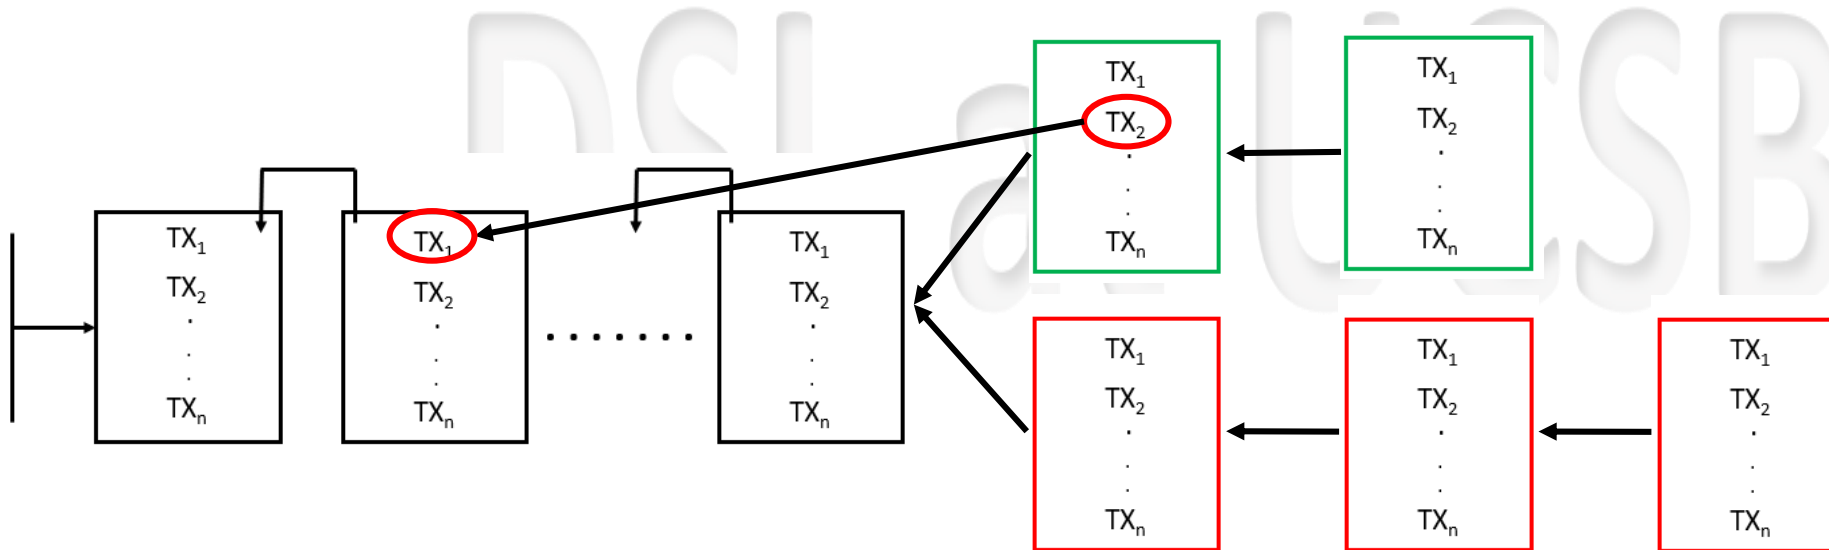 DSL at UCSB
TX1
TX2
.
.
.
TXn
TX1
TX2
.
.
.
TXn
.......
TX1
TX2
.
.
.
TXn
TX1
TX2
.
.
.
TXn
TX1
TX2
.
.
.
TXn
TX1
TX2
.
.
.
TXn
TX1
TX2
.
.
.
TXn
TX1
TX2
.
.
.
TXn